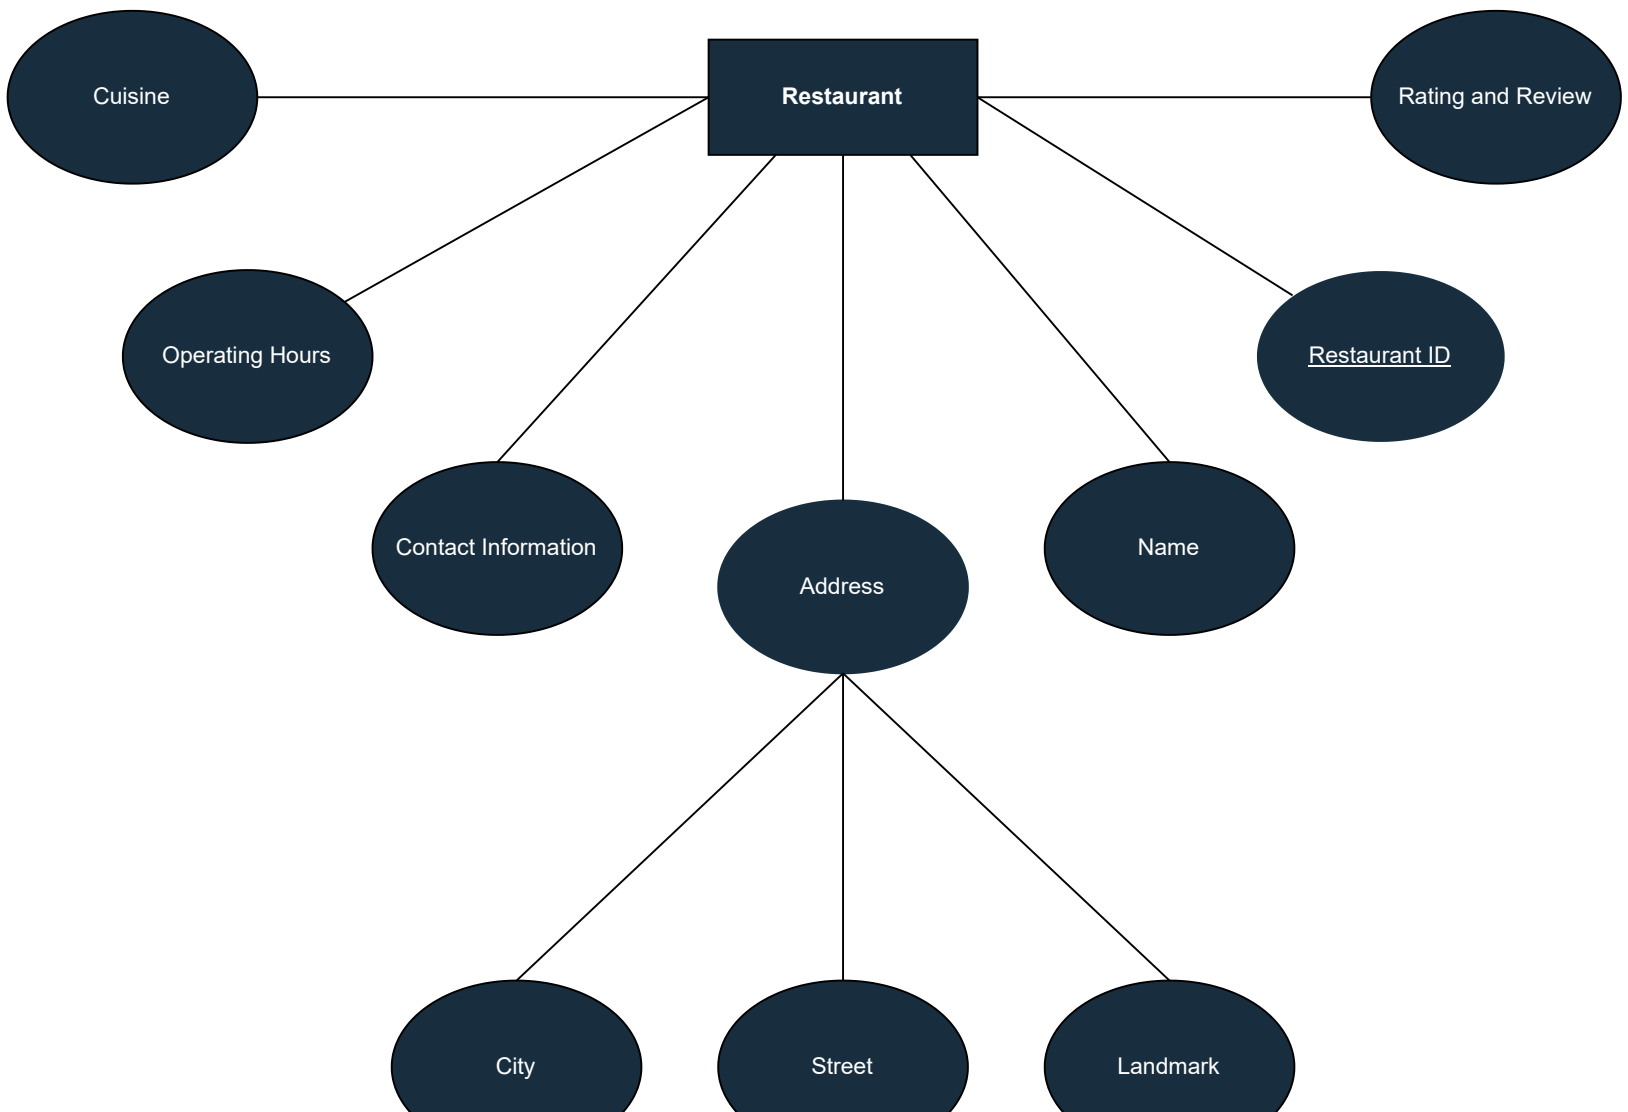 Cuisine
Restaurant
Rating and Review
Operating Hours
Restaurant ID
Contact Information
Address
Name
City
Street
Landmark